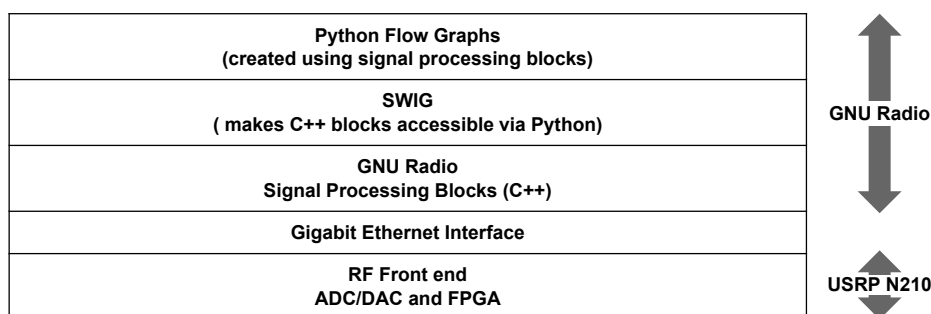 Python Flow Graphs
(created using signal processing blocks)
SWIG
( makes C++ blocks accessible via Python)
GNU Radio
GNU Radio
Signal Processing Blocks (C++)
Gigabit Ethernet Interface
RF Front end
ADC/DAC and FPGA
USRP N210